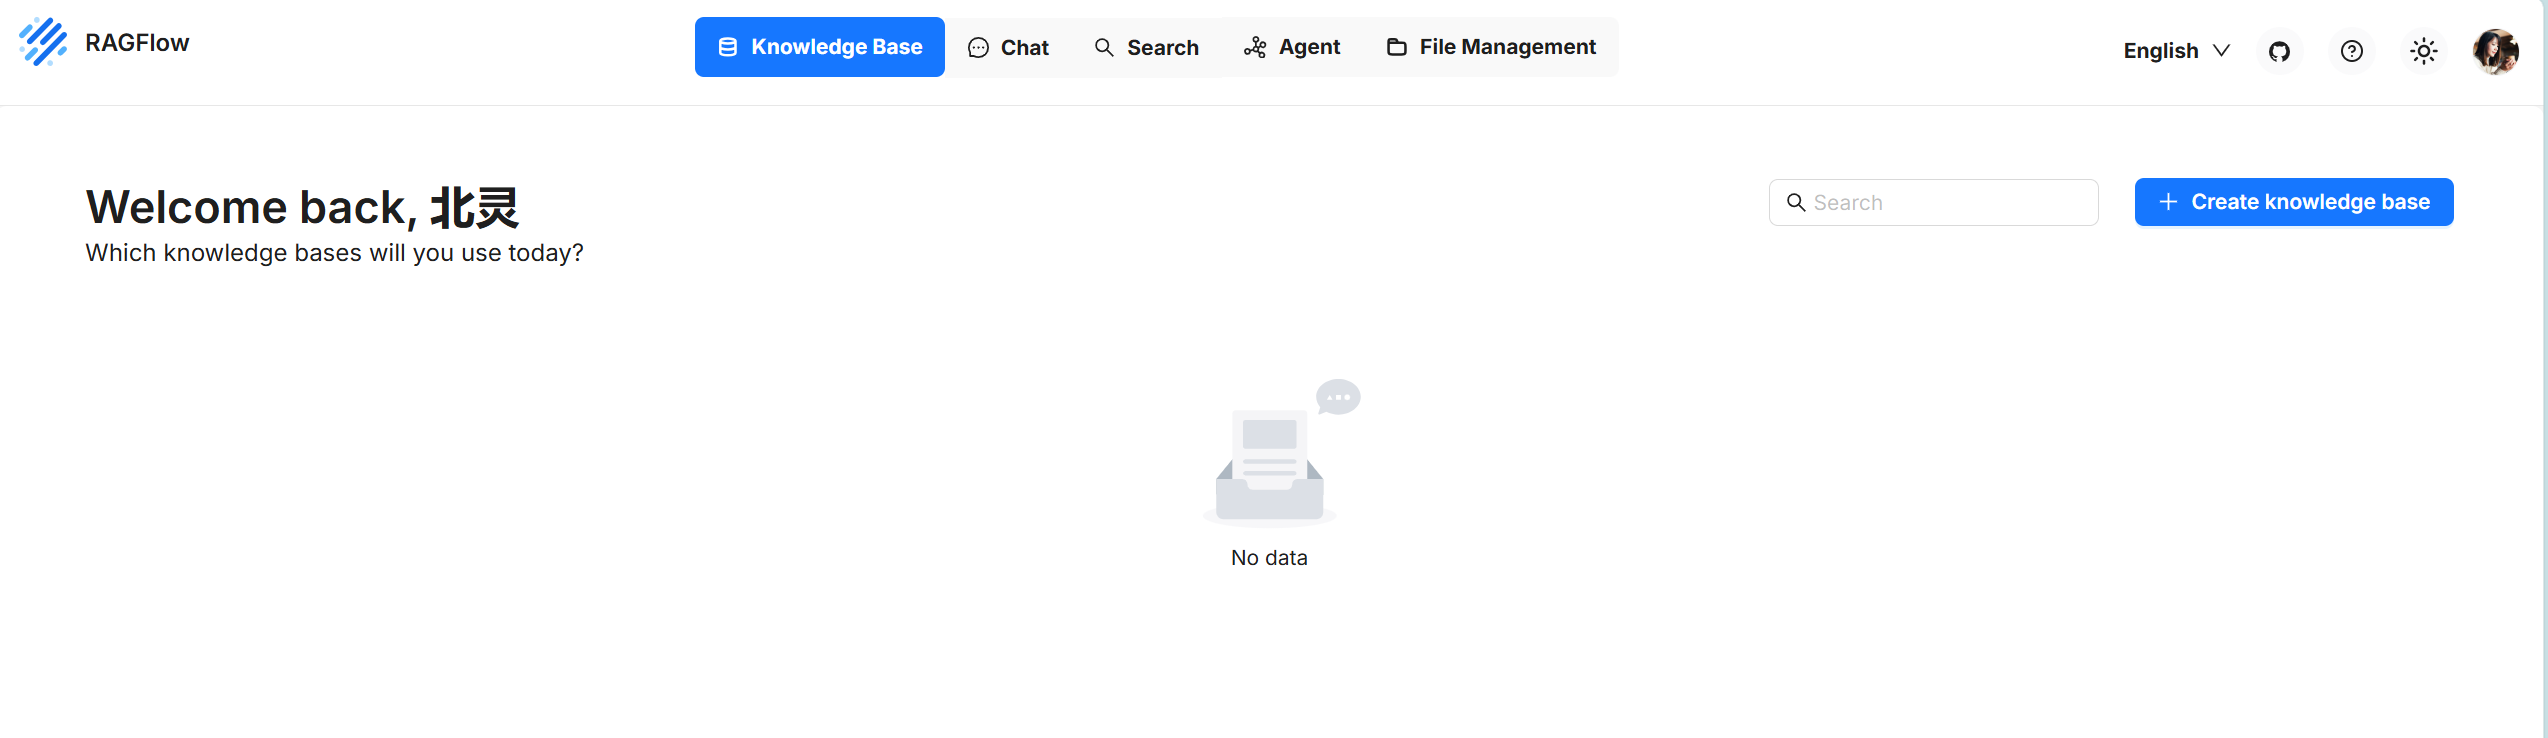 RAGFlow
Knowledge Base
Chat
Search
Agent
File Management
English
Welcome back, 北灵
Which knowledge bases will you use today?
Search
Create knowledge base
No data